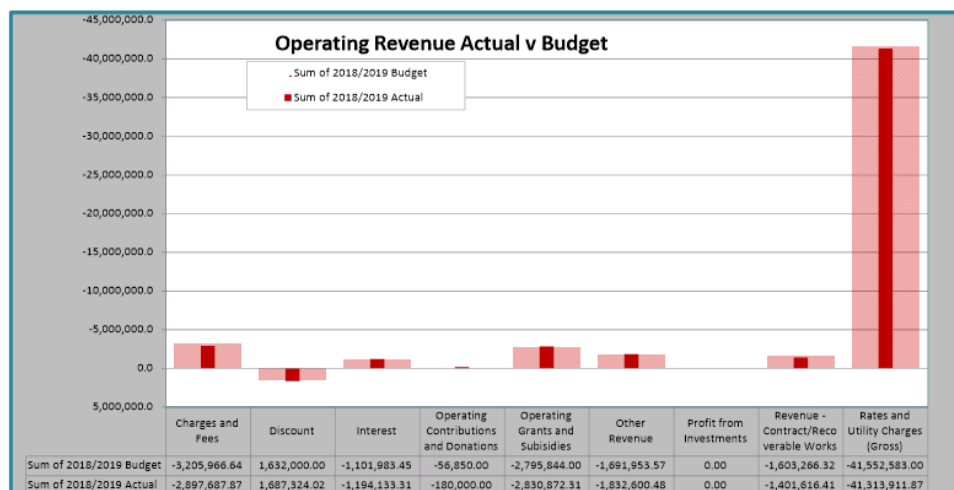 Operating Revenue Actual v Budget
Sum of 2018/2019 Budget
Sum of 2018/2019 Actual
-45,000,000.0
-40,000,000.0
-35,000,000.0
-30,000,000.0
-25,000,000.0
-20,000,000.0
-15,000,000.0
-10,000,000.0
-5,000,000.0
0.0
5,000,000.0
Charges and
Fees
Discount
Interest
Operating
Contributions
and Donations
Operating
Grants and
Subisidies
Other
Revenue
Profit from
Investments
Revenue -
Contract/Reco
verable Works
Rates and
Utility Charges
(Gross)
Sum of 2018/2019 Budget -3,205,966.64 1,632,000.00 -1,101,983.45 -56,850.00 -2,795,844.00 -1,691,953.57 0.00 -1,603,266.32 -41,552,583.00
Sum of 2018/2019 Actual -2,897,687.87 1,687,324.02 -1,194,133.31 -180,000.00 -2,830,872.31 -1,832,600.48 0.00 -1,401,616.41 -41,313,911.87